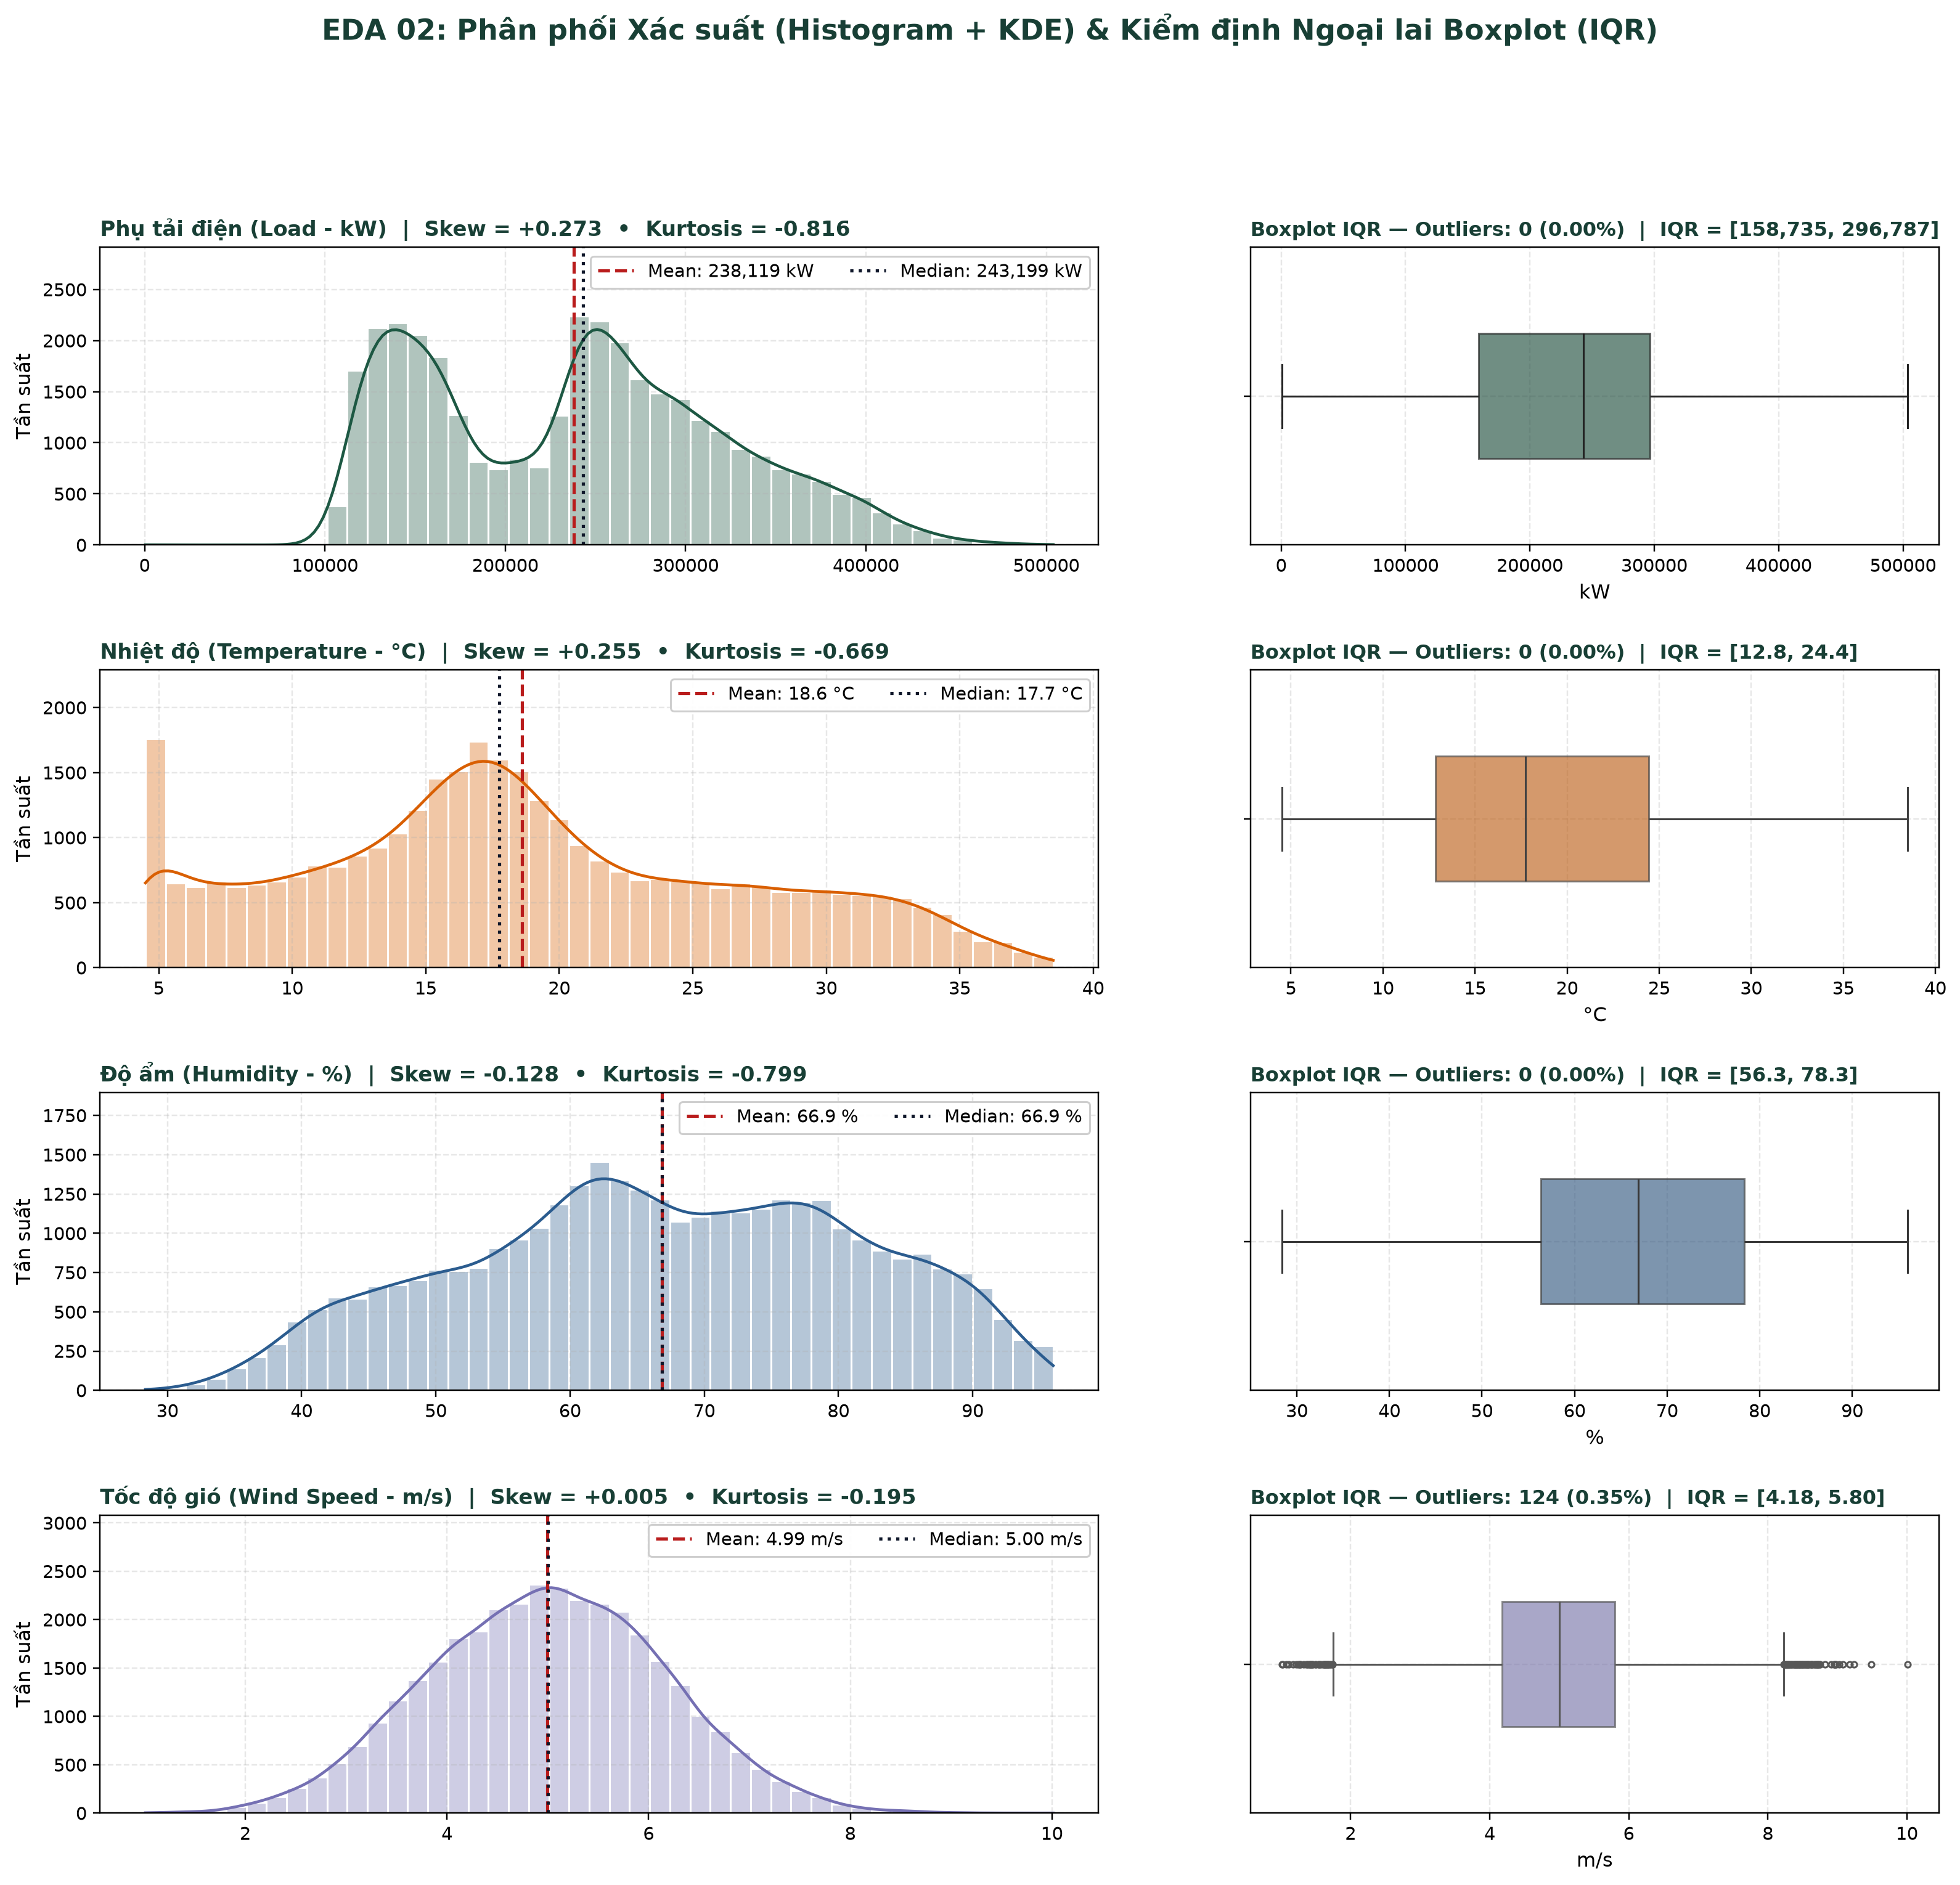 EDA 02: Phân phối Xác suất (Histogram + KDE) & Kiểm định Ngoại lai Boxplot (IQR)
Phụ tải điện (Load - kW) | Skew = +0.273 • Kurtosis = -0.816
Mean: 238,119 kW Median: 243,199 kW
Tần suất
2500
2000
1500
1000
500
0
0 100000 200000 300000 400000 500000
Boxplot IQR — Outliers: 0 (0.00%) | IQR = [158,735, 296,787]
0 100000 200000 300000 400000 500000
kW
Nhiệt độ (Temperature - °C) | Skew = +0.255 • Kurtosis = -0.669
Mean: 18.6 °C Median: 17.7 °C
Tần suất
2000
1500
1000
500
0
5 10 15 20 25 30 35 40
Boxplot IQR — Outliers: 0 (0.00%) | IQR = [12.8, 24.4]
5 10 15 20 25 30 35 40
°C
Độ ẩm (Humidity - %) | Skew = -0.128 • Kurtosis = -0.799
Mean: 66.9 % Median: 66.9 %
Tần suất
1750
1500
1250
1000
750
500
250
0
30 40 50 60 70 80 90
Boxplot IQR — Outliers: 0 (0.00%) | IQR = [56.3, 78.3]
30 40 50 60 70 80 90
%
Tốc độ gió (Wind Speed - m/s) | Skew = +0.005 • Kurtosis = -0.195
Mean: 4.99 m/s Median: 5.00 m/s
Tần suất
3000
2500
2000
1500
1000
500
0
2 4 6 8 10
Boxplot IQR — Outliers: 124 (0.35%) | IQR = [4.18, 5.80]
2 4 6 8 10
m/s